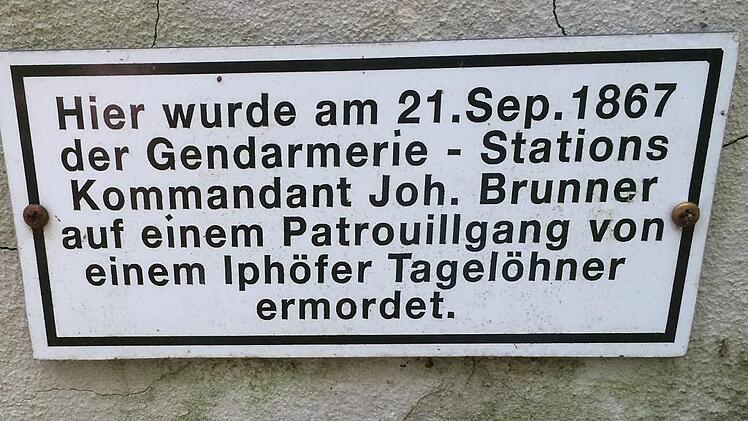 Hier wurde am 21.Sep.1867
der Gendarmerie - Stations
Kommandant Joh. Brunner
auf einem Patrouillgang von
einem Iphöfer Tagelöhner
ermordet.